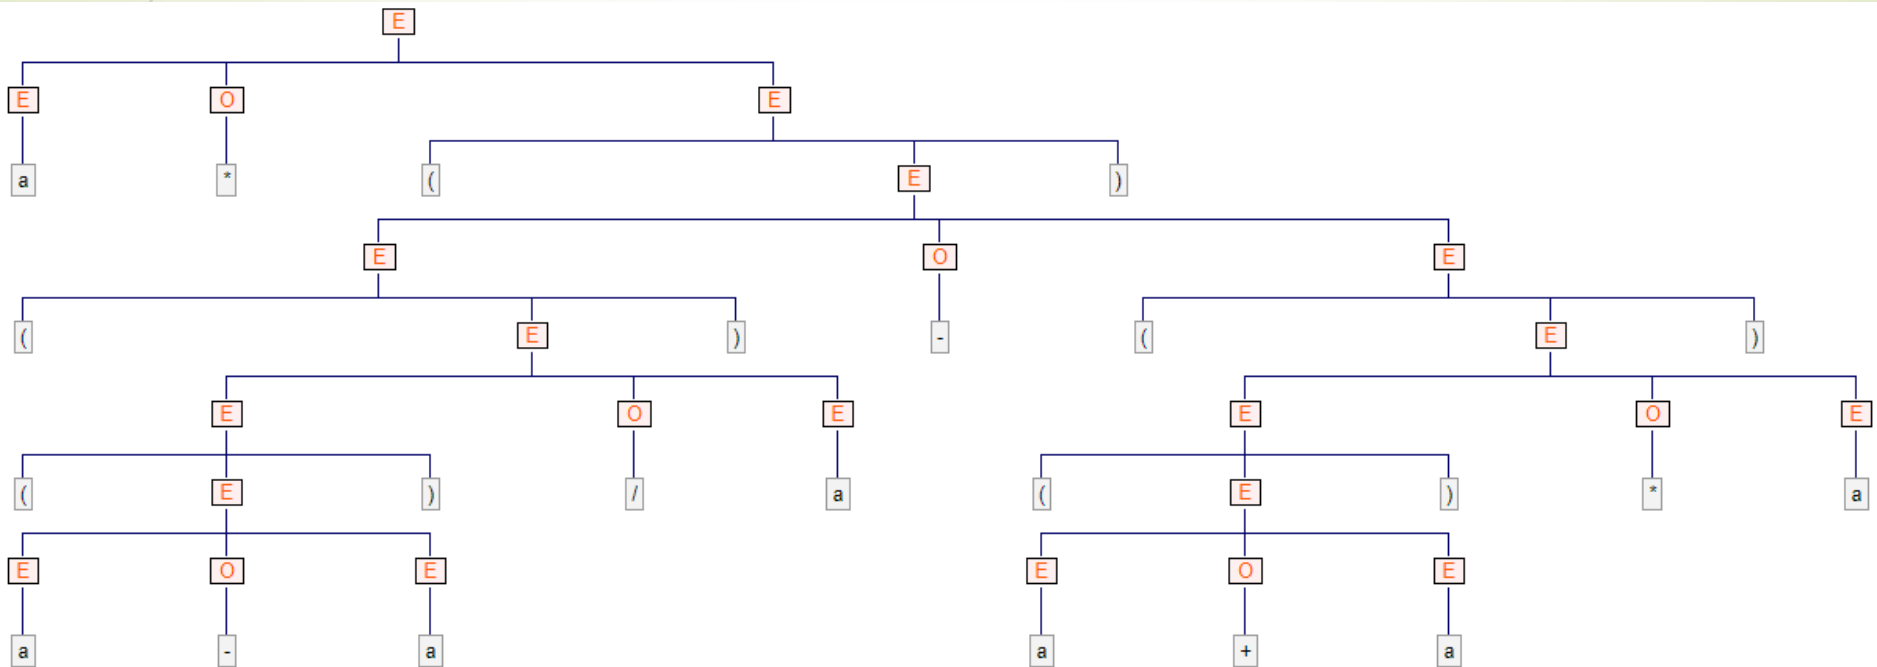 E
E O E
a * ( E )
E O E
( E ) - ( E )
E O E E O E
( E ) / a ( E ) * a
E O E E O E
a - a a + a